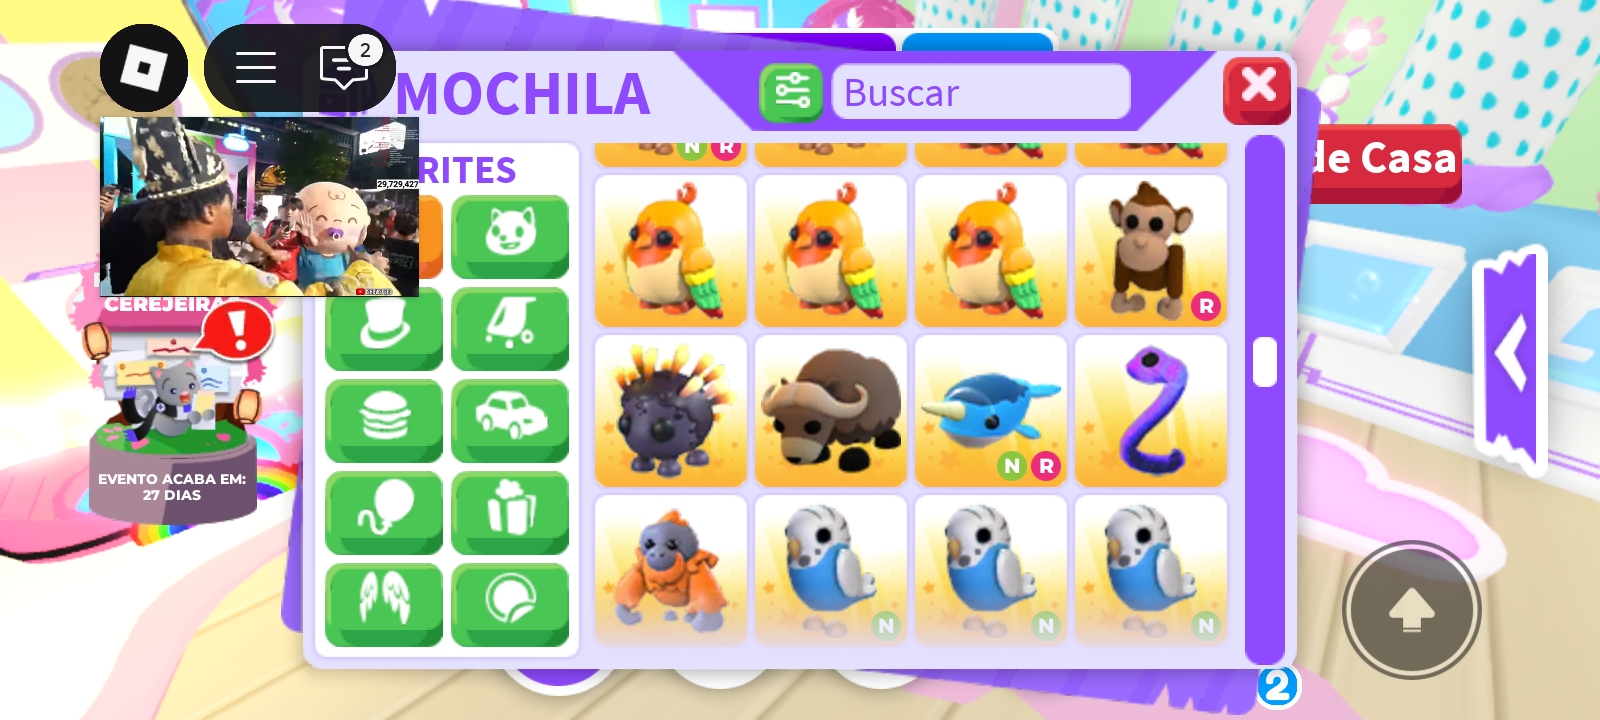 2
MOCHILA
Buscar
RITES
29,729,427
N R
de Casa
R
CEREJEIRA
!
N R
EVENTO ACABA EM:
27 DIAS
N
N
N
2